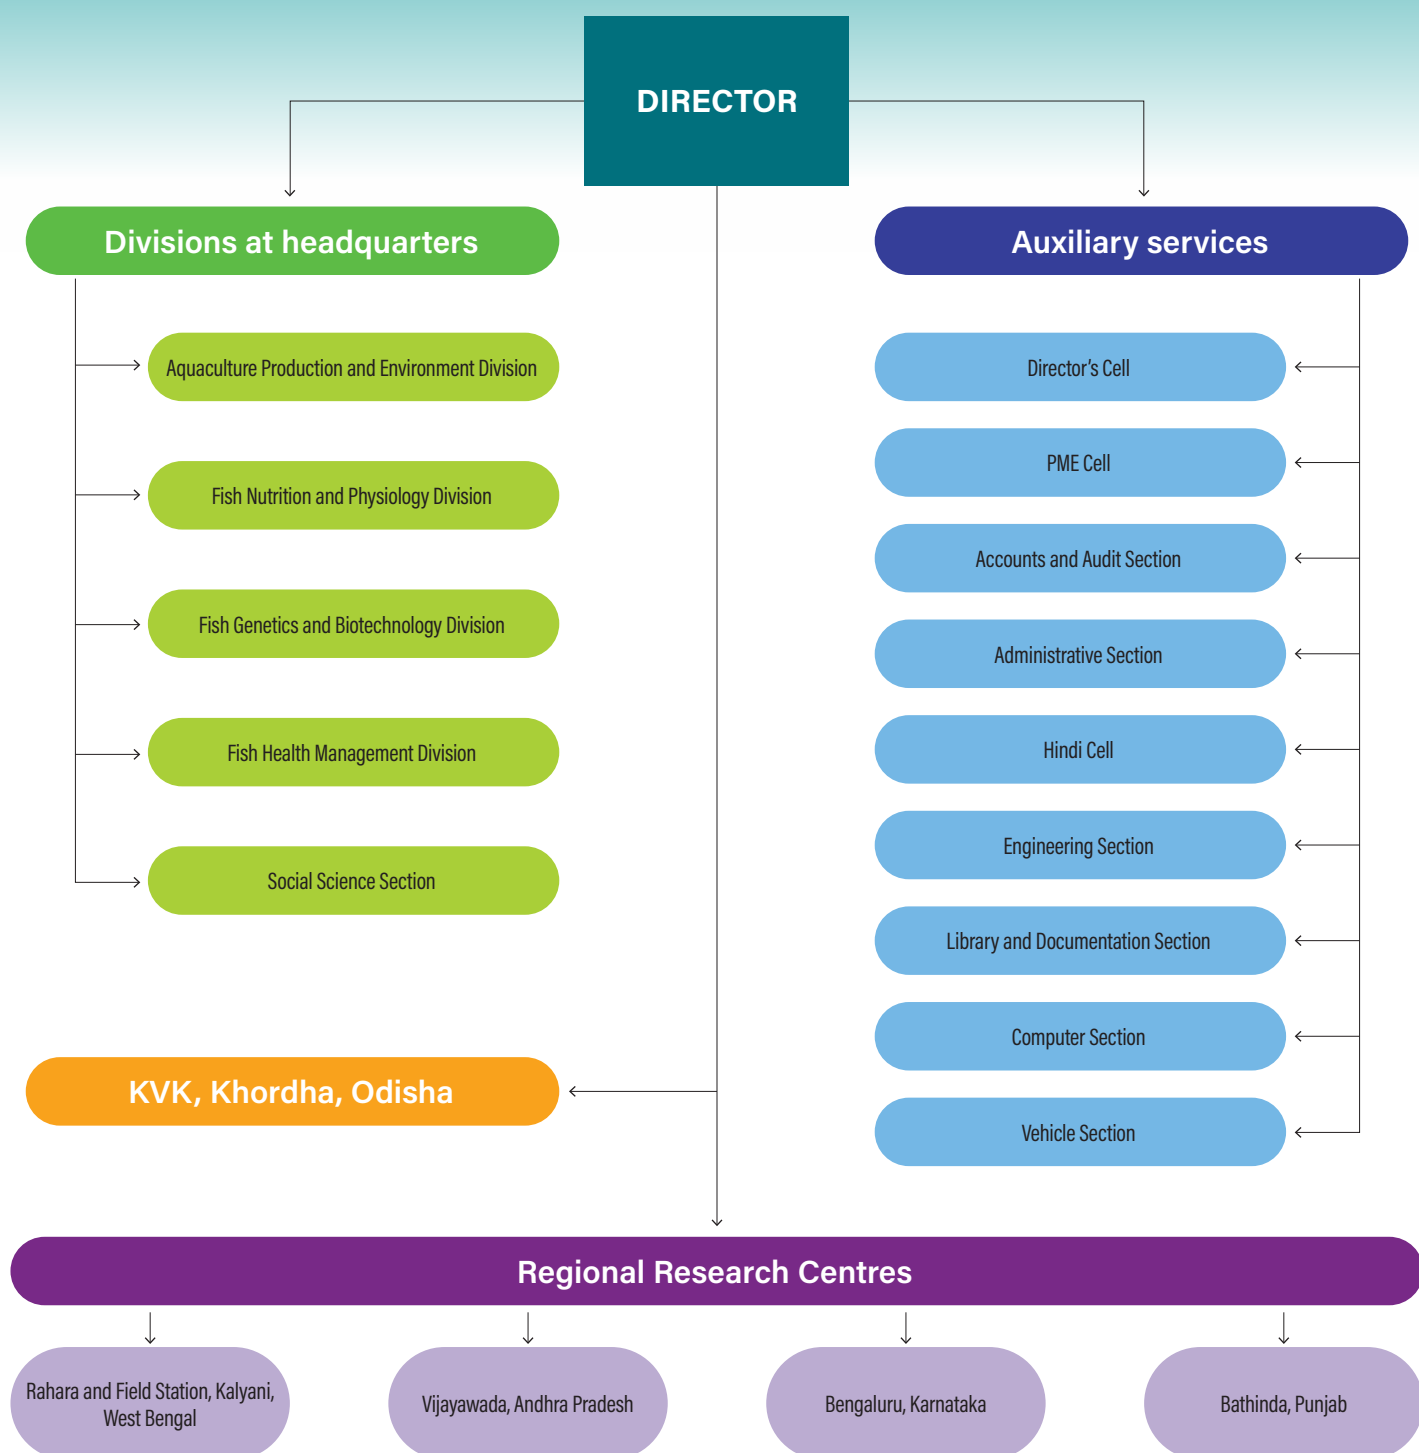 DIRECTOR
Divisions at headquarters
Aquaculture Production and Environment Division
Fish Nutrition and Physiology Division
Fish Genetics and Biotechnology Division
Fish Health Management Division
Social Science Section
KVK, Khordha, Odisha
Auxiliary services
Director's Cell
PME Cell
Accounts and Audit Section
Administrative Section
Hindi Cell
Engineering Section
Library and Documentation Section
Computer Section
Vehicle Section
Regional Research Centres
Rahara and Field Station, Kalyani,
West Bengal
Vijayawada, Andhra Pradesh
Bengaluru, Karnataka
Bathinda, Punjab